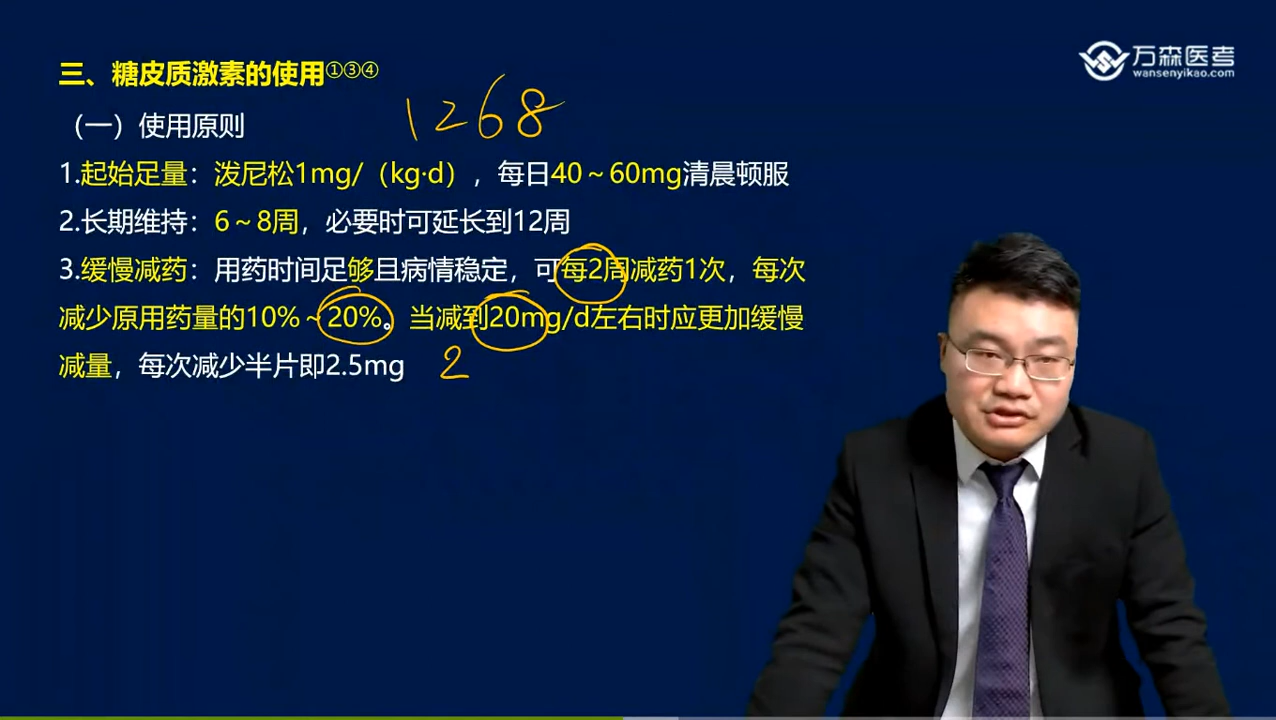 三、糖皮质激素的使用①③④
万森医考
wansenyikao.com
（一）使用原则
1268
1.起始足量：泼尼松1mg/（kg·d），每日40～60mg清晨顿服
2.长期维持：6～8周，必要时可延长到12周
3.缓慢减药：用药时间足够且病情稳定，可每2周减药1次，每次
减少原用药量的10%～20%。当减到20mg/d左右时应更加缓慢
减量，每次减少半片即2.5mg
2